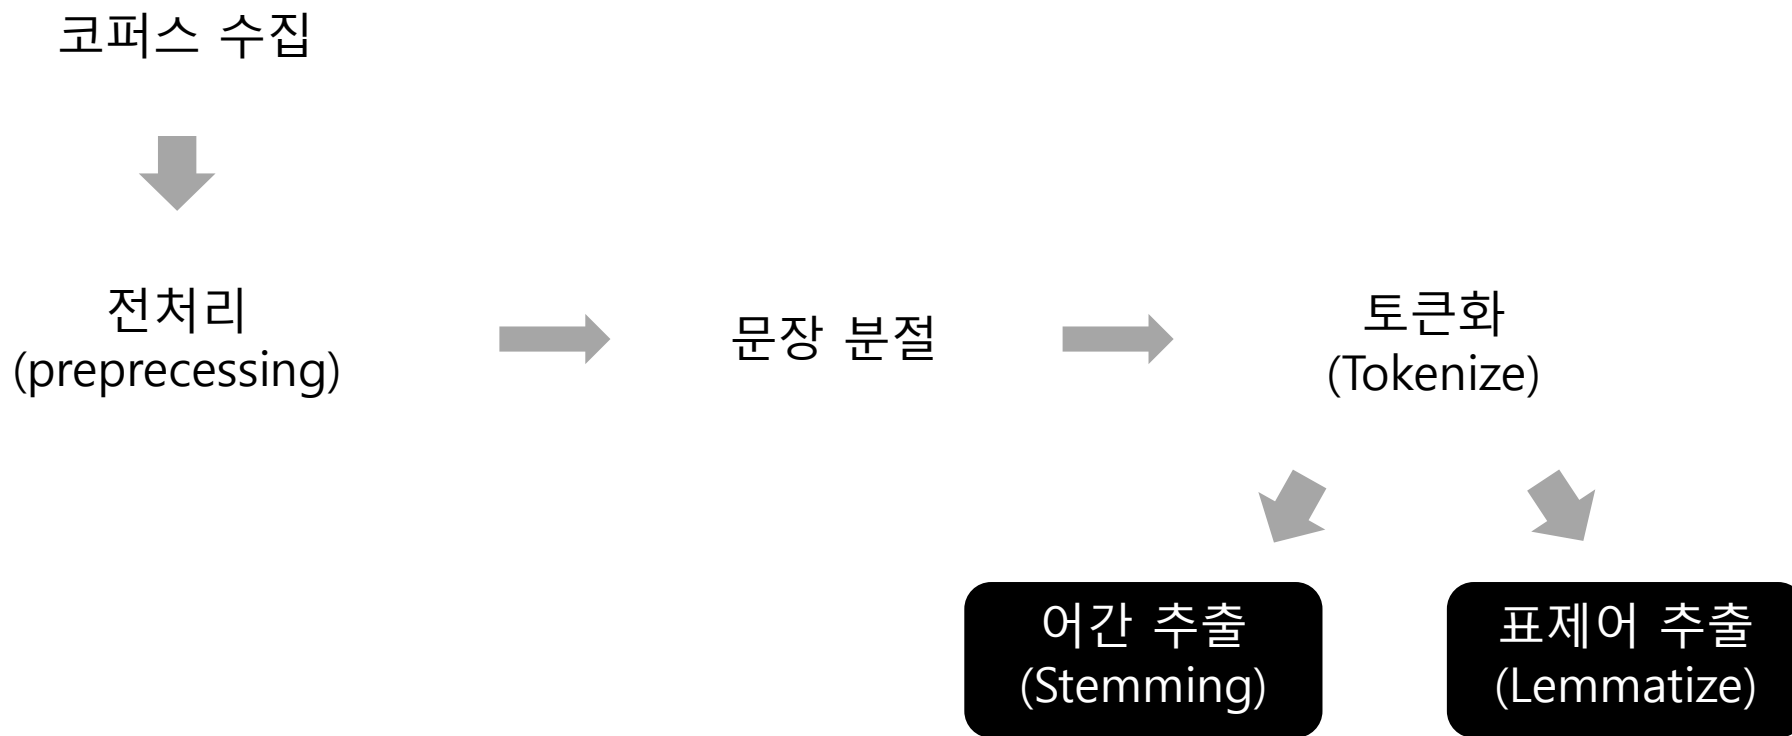 코퍼스 수집
전처리
(preprecessing)
문장 분절
토큰화
(Tokenize)
어간 추출
(Stemming)
표제어 추출
(Lemmatize)